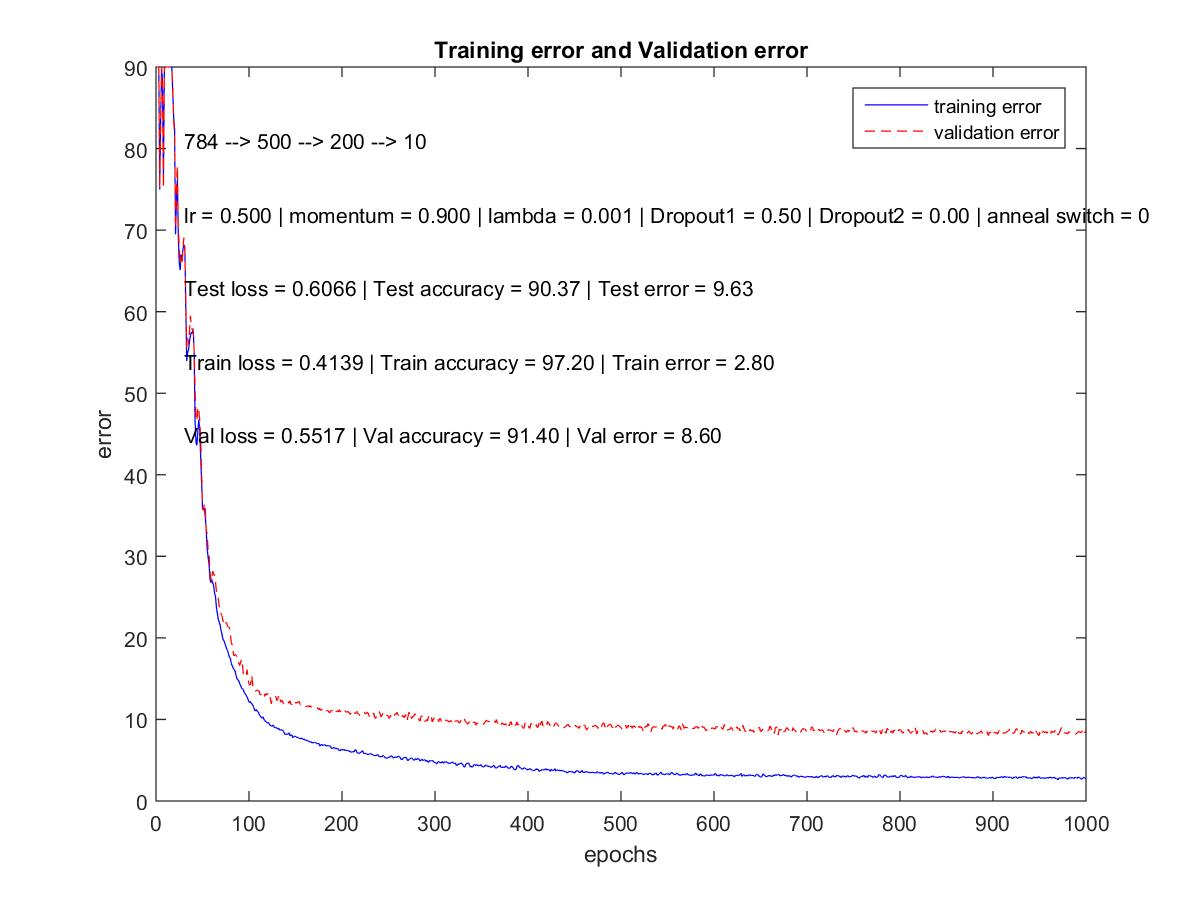 Training error and Validation error
training error
validation error
784 --> 500 --> 200 --> 10
lr = 0.500 | momentum = 0.900 | lambda = 0.001 | Dropout1 = 0.50 | Dropout2 = 0.00 | anneal switch = 0
Test loss = 0.6066 | Test accuracy = 90.37 | Test error = 9.63
Train loss = 0.4139 | Train accuracy = 97.20 | Train error = 2.80
Val loss = 0.5517 | Val accuracy = 91.40 | Val error = 8.60
90
80
70
60
50
40
30
20
10
0
error
0 100 200 300 400 500 600 700 800 900 1000
epochs